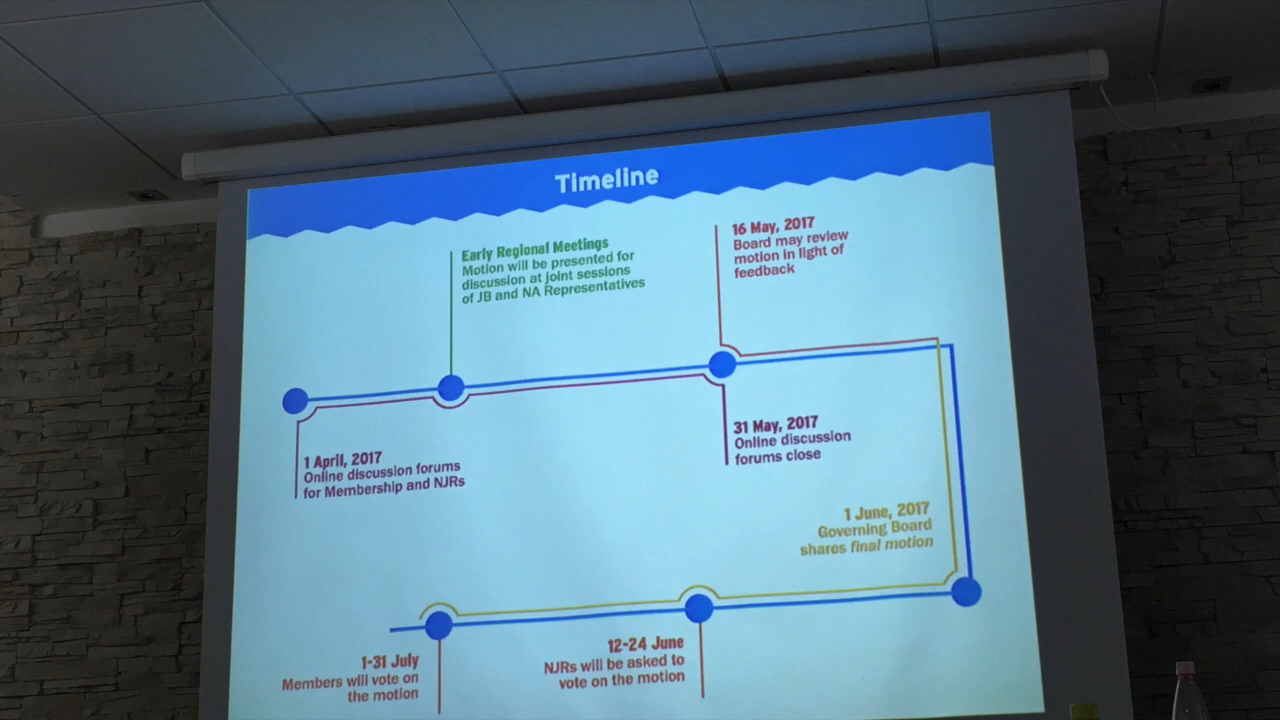 Timeline
Early Regional Meetings
Motion will be presented for
discussion at joint sessions
of JB and NA Representatives
16 May, 2017
Board may review
motion in light of
feedback
1 April, 2017
Online discussion forums
for Membership and NJRs
31 May, 2017
Online discussion
forums close
1 June, 2017
Governing Board
shares final motion
12-24 June
NJRs will be asked to
vote on the motion
1-31 July
Members will vote on
the motion